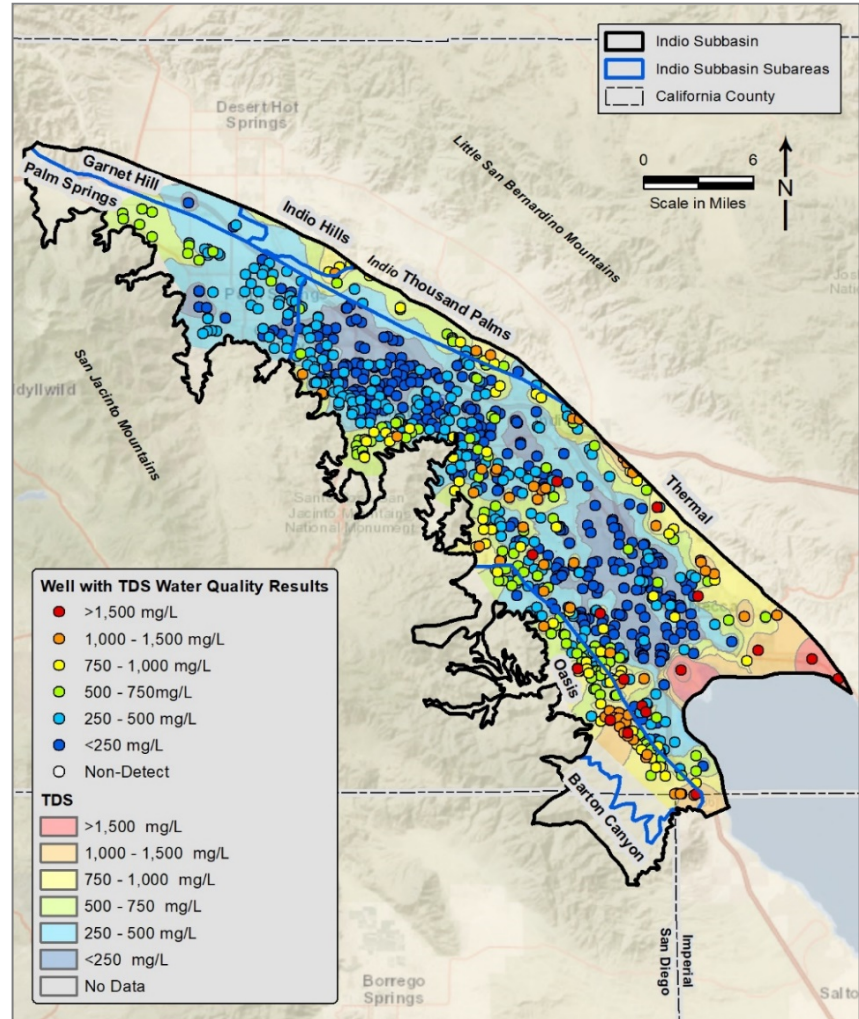 Indio Subbasin
Indio Subbasin Subareas
California County
Desert Hot
Springs
Little San Bernardino Mountains
0 6
Scale in Miles
N
Garnet Hill
Palm Springs
Indio Hills
Indio
Thousand Palms
San Jacinto Mountains
National Monument
Thermal
Oasis
Barton Canyon
Imperial
San Diego
Borrego
Springs
Salto
Well with TDS Water Quality Results
>1,500 mg/L
1,000 - 1,500 mg/L
750 - 1,000 mg/L
500 - 750mg/L
250 - 500 mg/L
<250 mg/L
Non-Detect
TDS
>1,500 mg/L
1,000 - 1,500 mg/L
750 - 1,000 mg/L
500 - 750 mg/L
250 - 500 mg/L
<250 mg/L
No Data